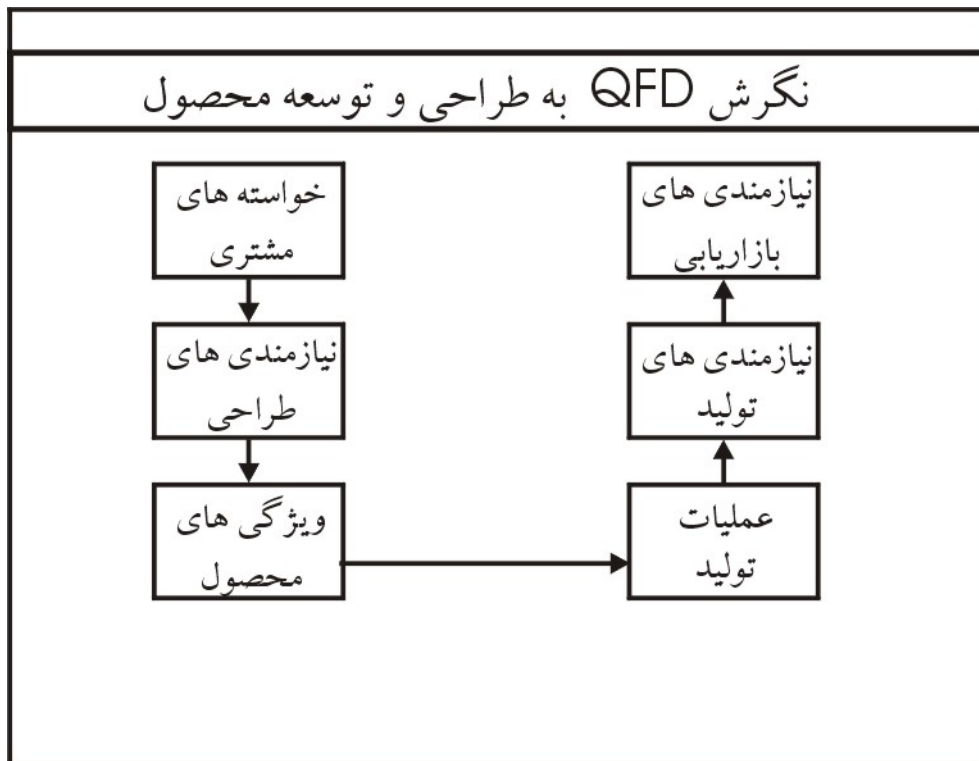 نگرش QFD به طراحی و توسعه محصول
خواسته های
مشتری
نیازمندی های
طراحی
ویژگی های
محصول
عملیات
تولید
نیازمندی های
تولید
نیازمندی های
بازاریابی